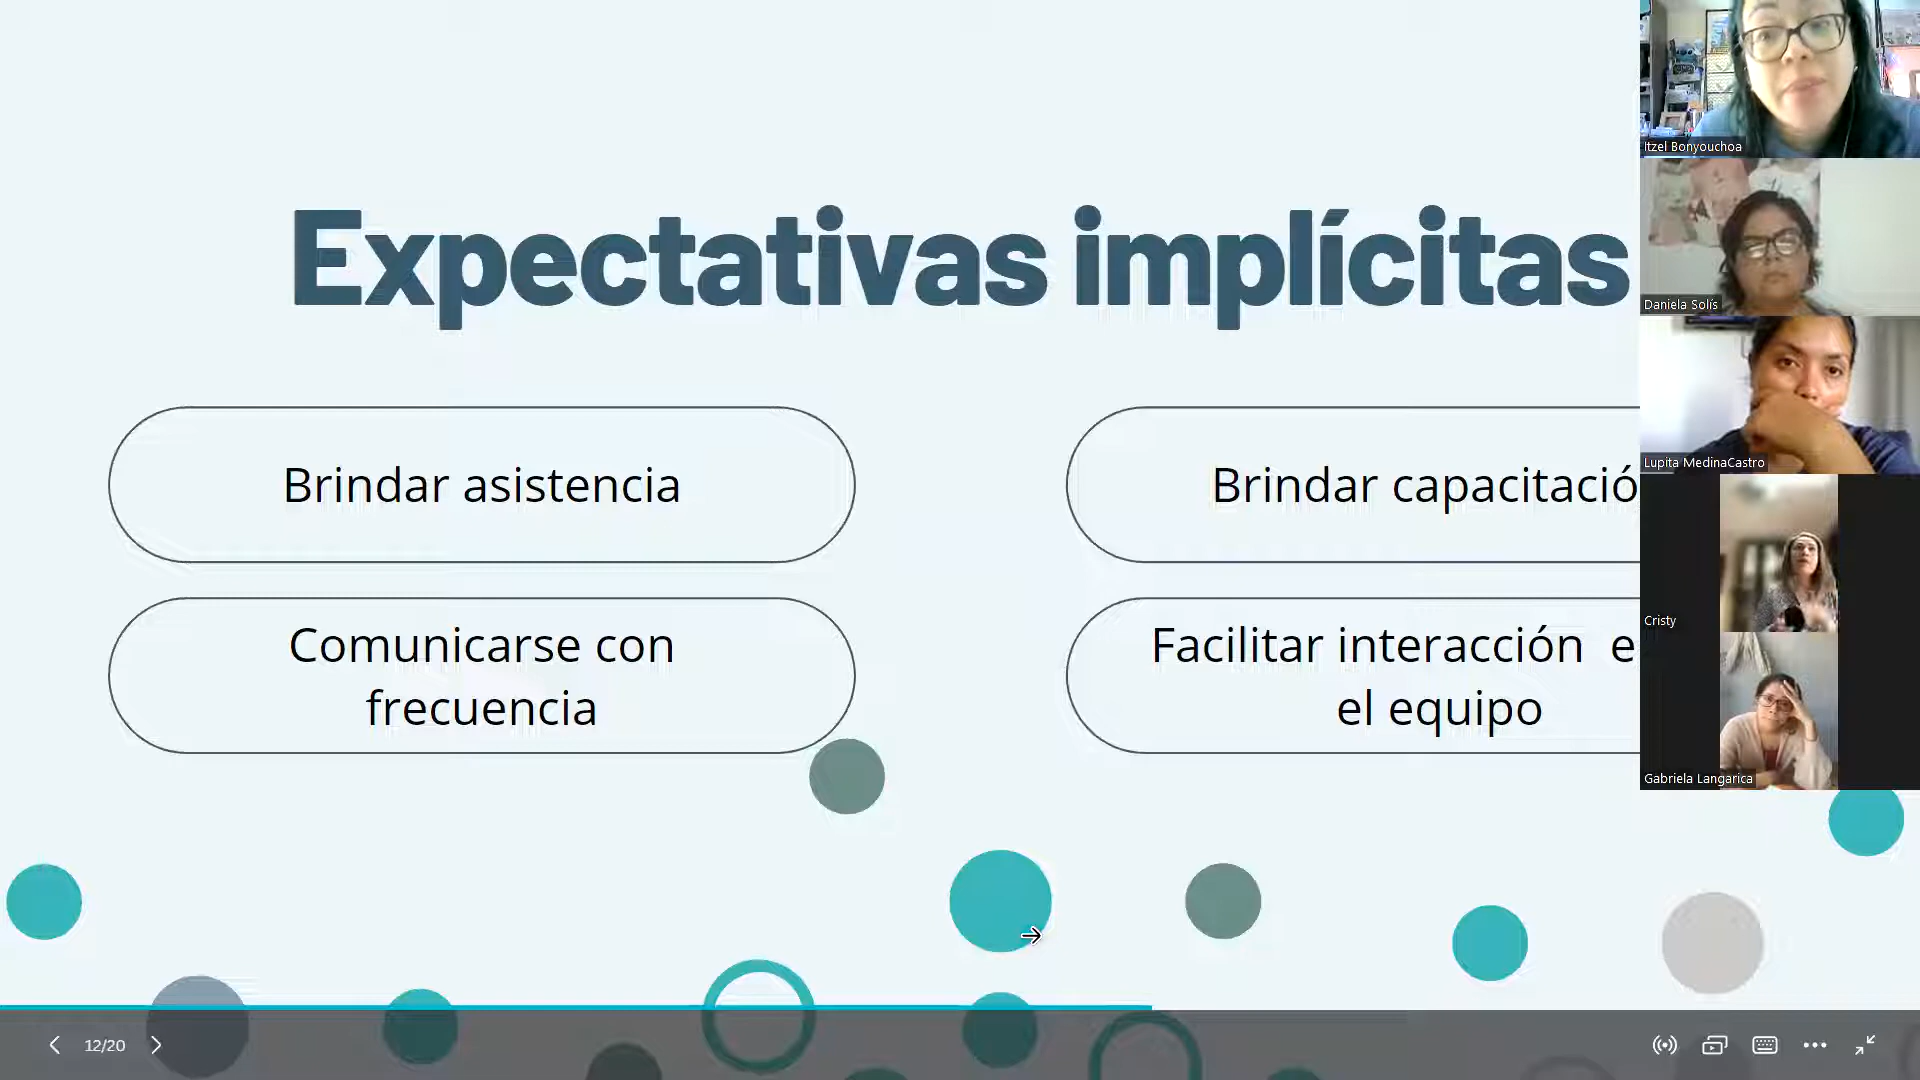 Expectativas implícitas
Brindar asistencia
Brindar capacitació
Comunicarse con
frecuencia
Facilitar interacción e
el equipo
Itzel Bonyouchoa
Daniela Solís
Lupita MedinaCastro
Cristy
Gabriela Langarica
12/20